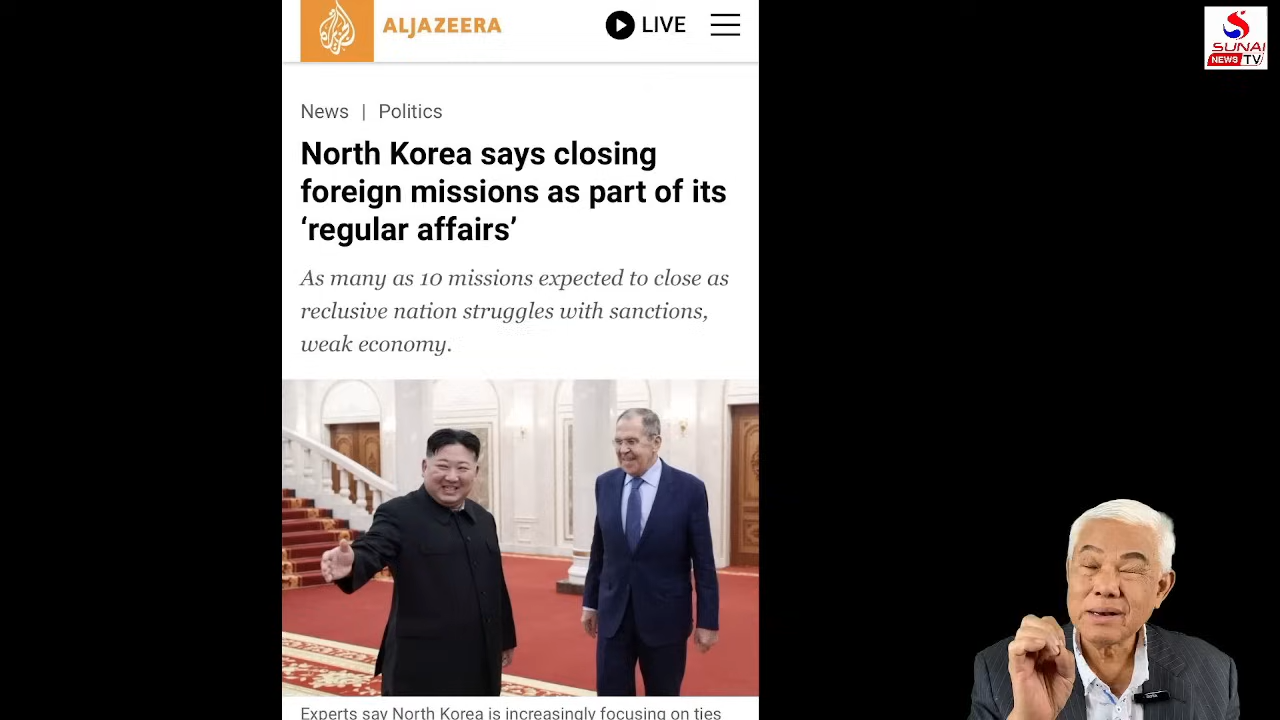 ALJAZEERA
LIVE
SUNAI
NEWS TV
News | Politics
North Korea says closing
foreign missions as part of its
‘regular affairs’
As many as 10 missions expected to close as
reclusive nation struggles with sanctions,
weak economy.
Experts say North Korea is increasingly focusing on ties